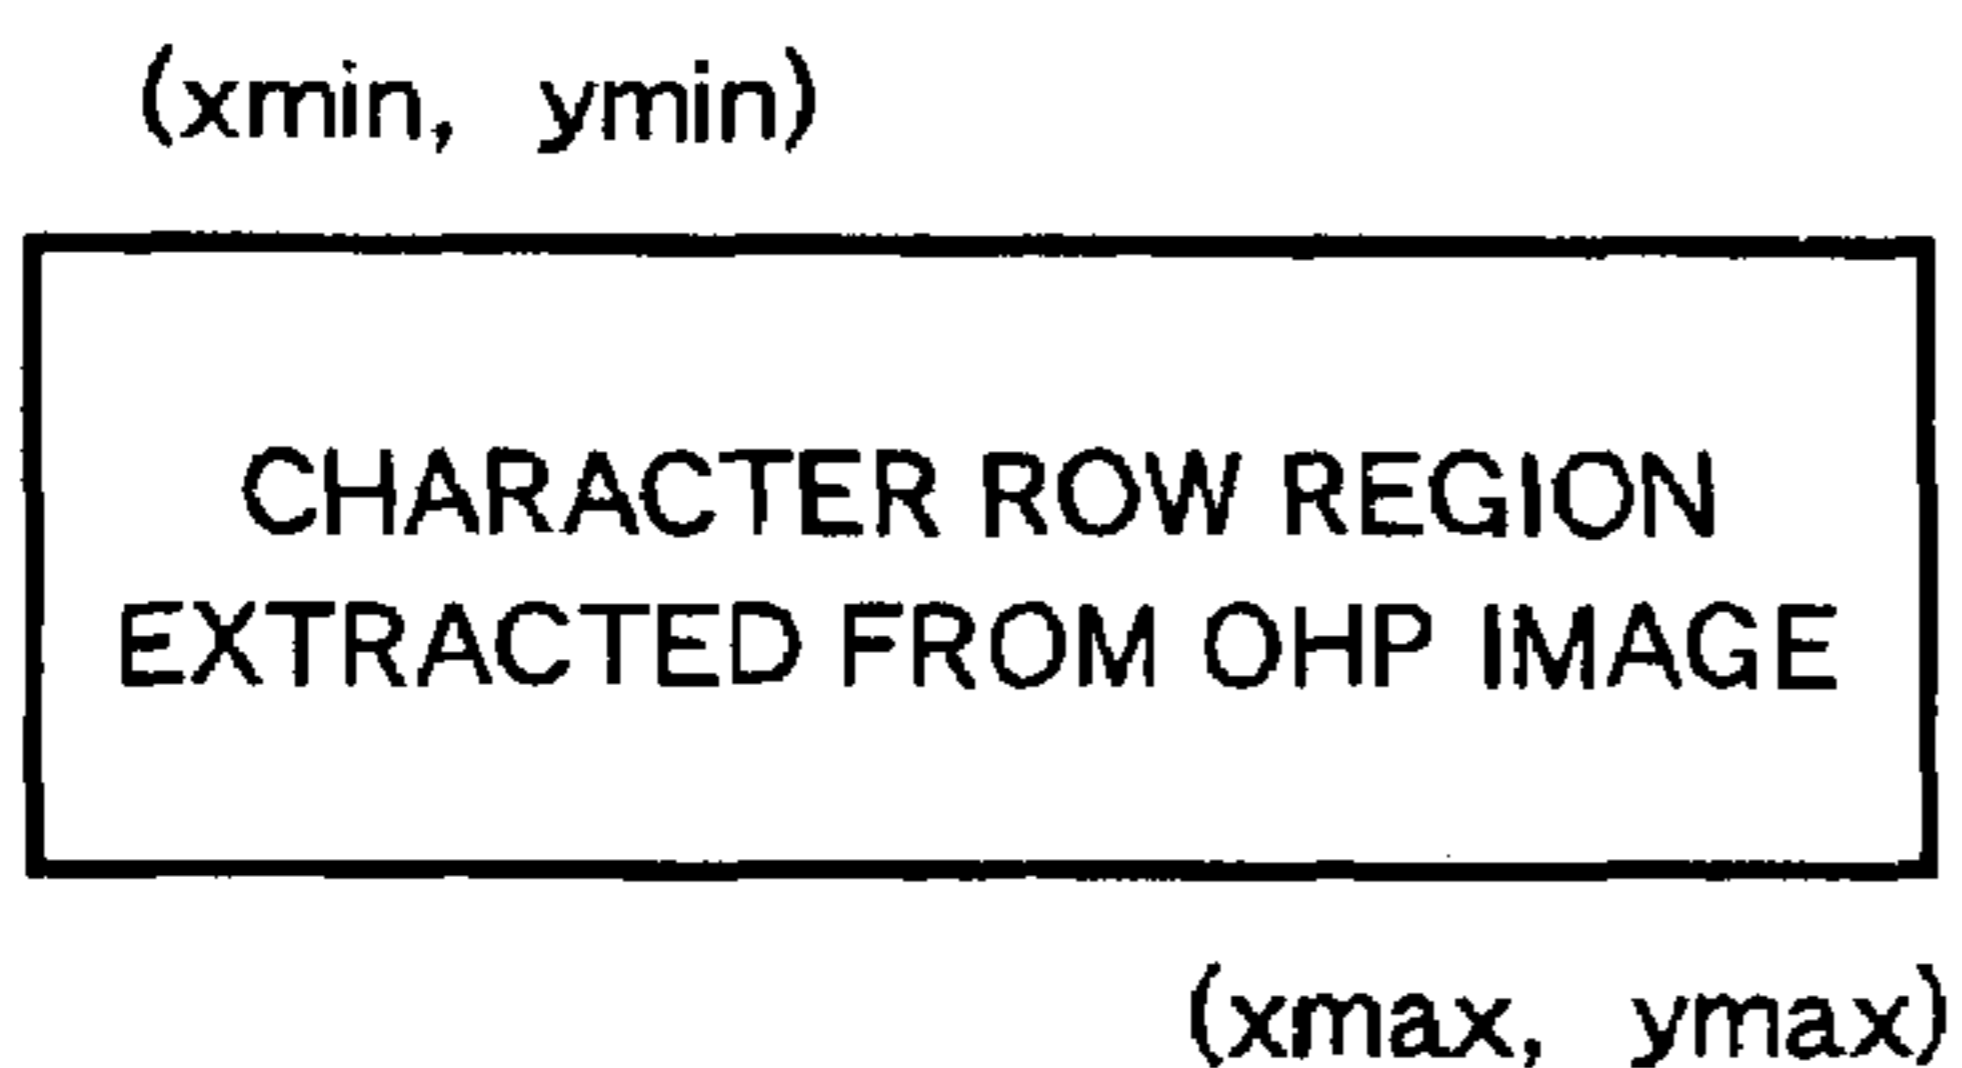 (xmin, ymin)
CHARACTER ROW REGION
EXTRACTED FROM OHP IMAGE
(xmax, ymax)